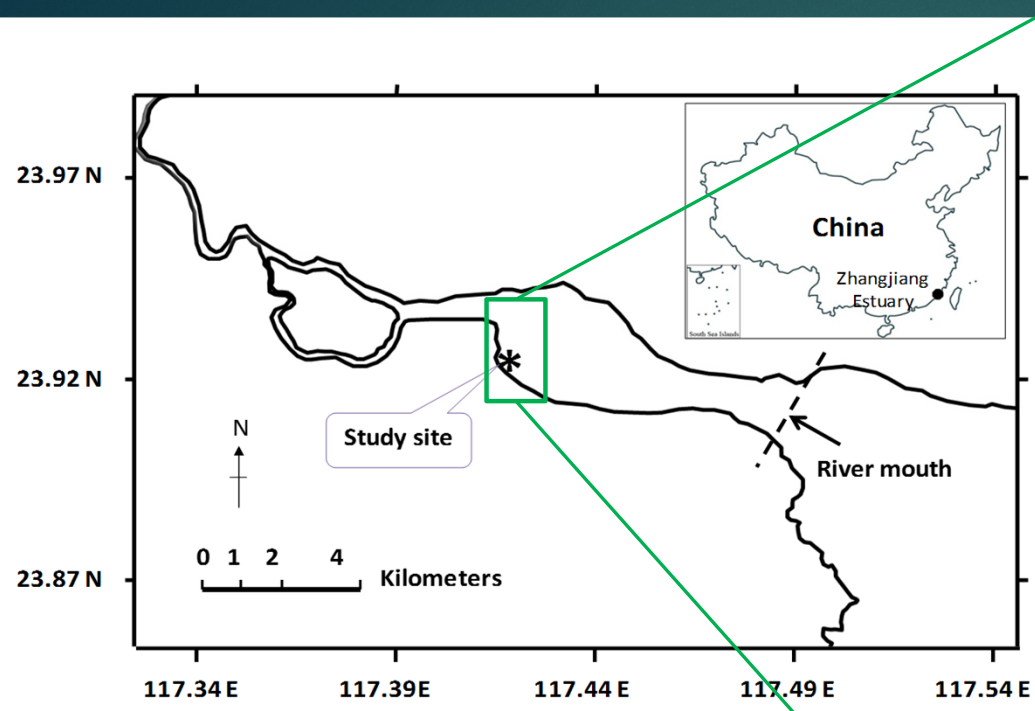 China
Zhangjiang
Estuary
South Sea Islands
23.97 N
23.92 N
23.87 N
Study site
River mouth
N
0 1 2 4
Kilometers
117.34 E 117.39 E 117.44 E 117.49 E 117.54 E